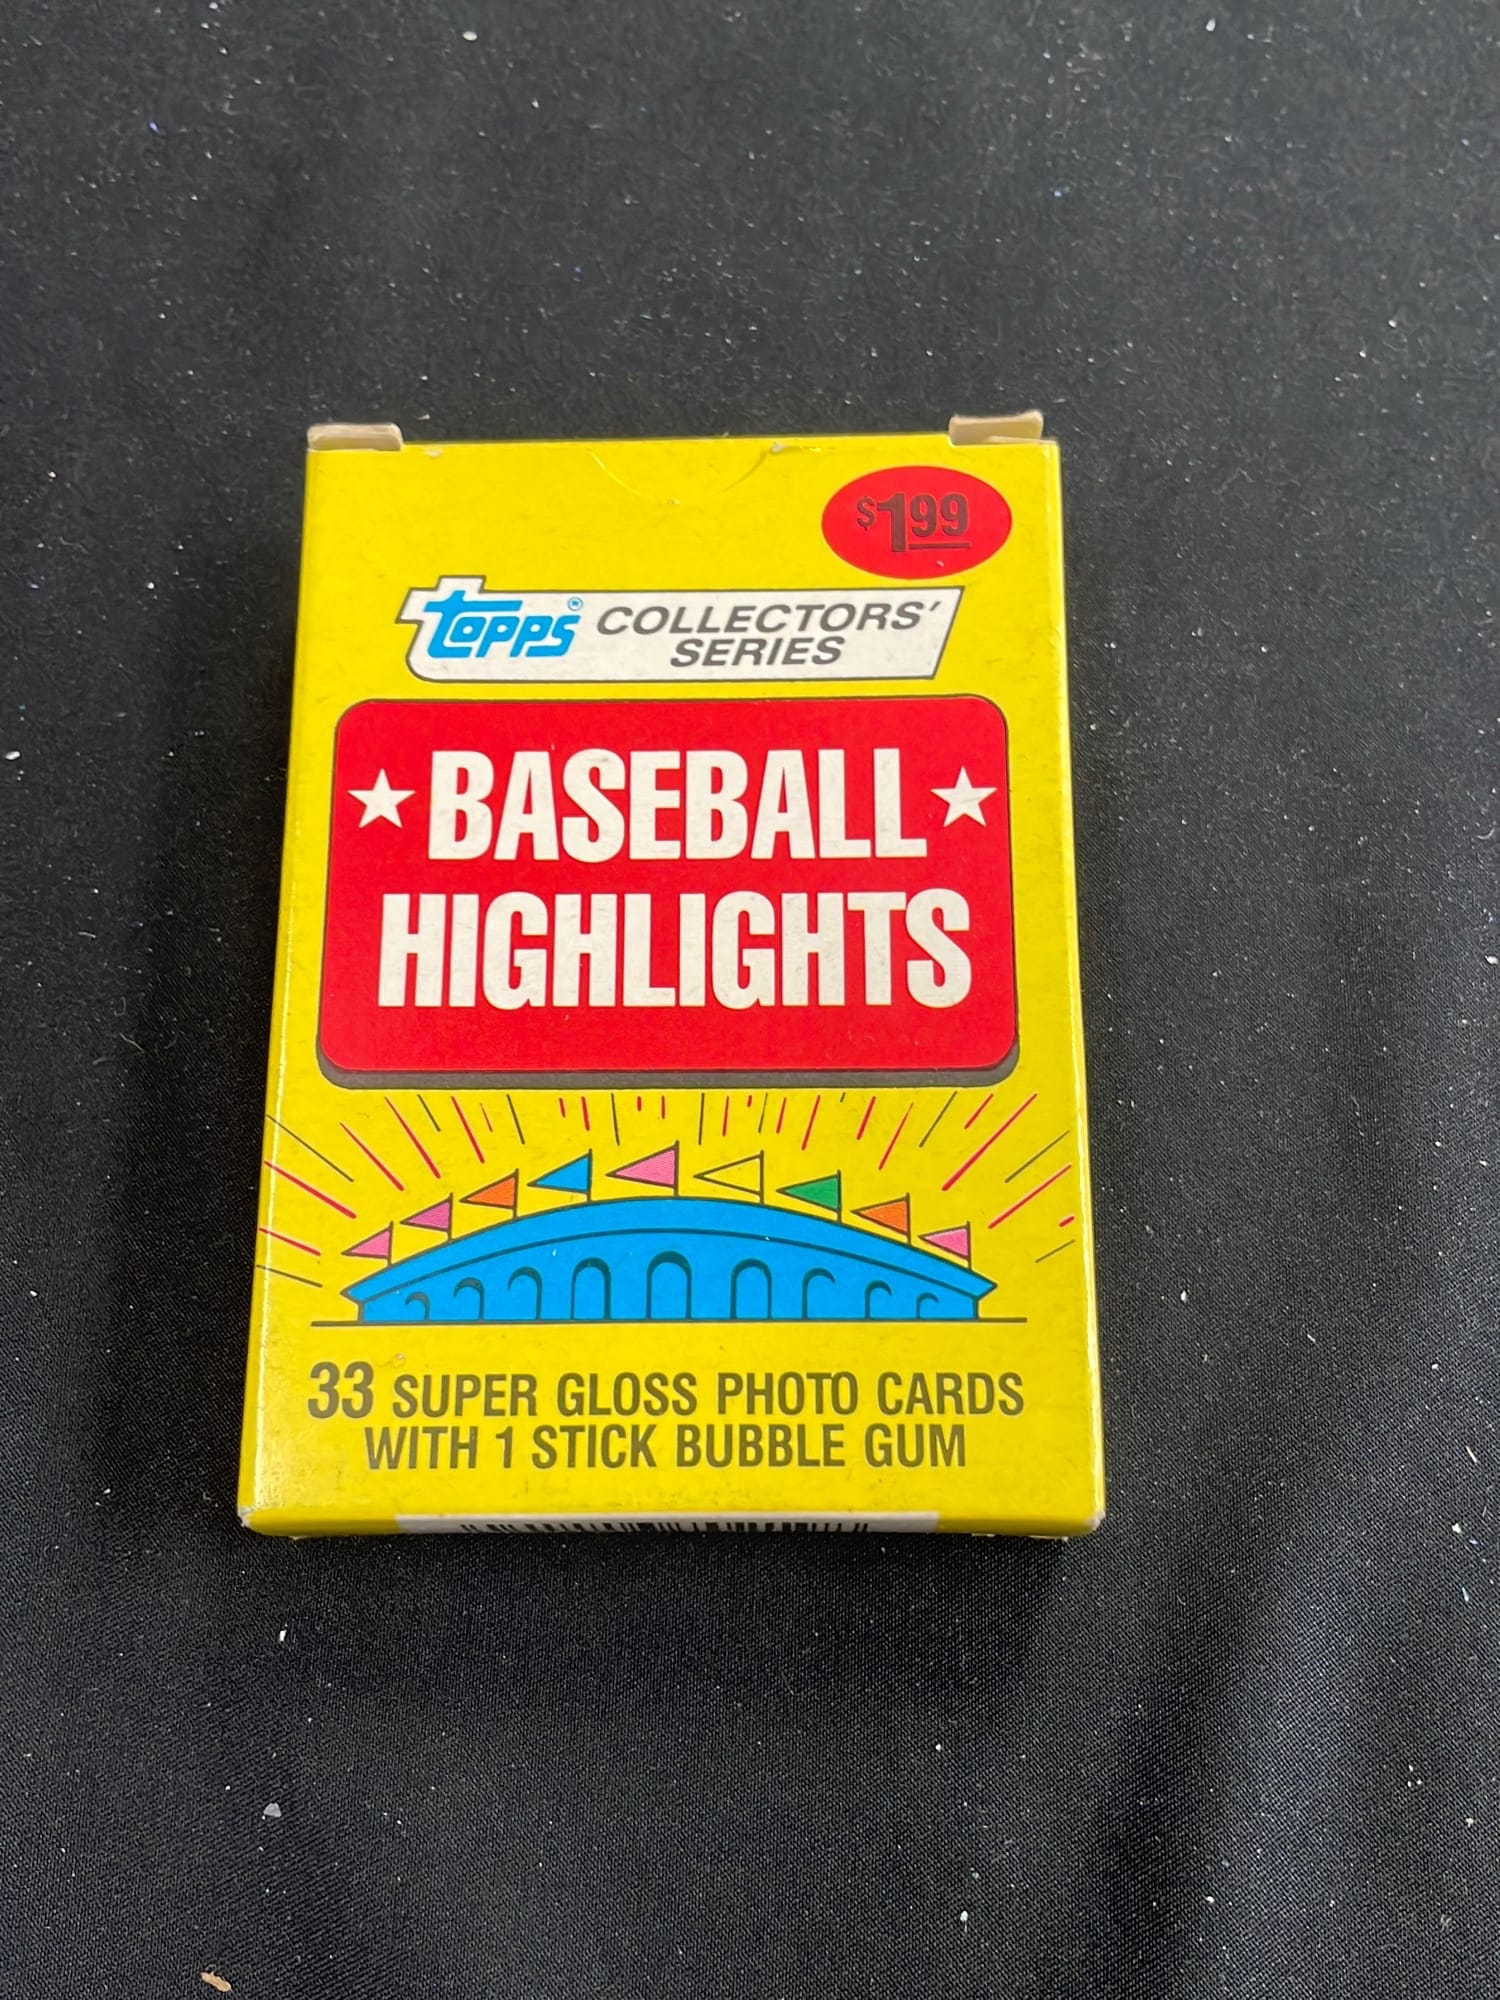 $1.99
topps® COLLECTORS'
SERIES
BASEBALL
HIGHLIGHTS
33 SUPER GLOSS PHOTO CARDS
WITH 1 STICK BUBBLE GUM